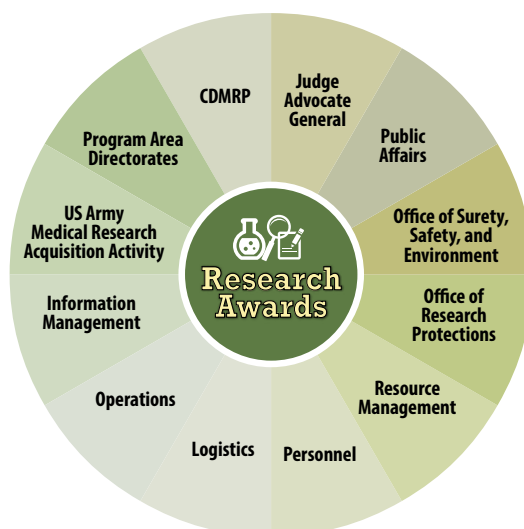 CDMRP
Judge
Advocate
General
Public
Affairs
Office of Surety,
Safety, and
Environment
Office of
Research
Protections
Resource
Management
Personnel
Logistics
Operations
Information
Management
US Army
Medical Research
Acquisition Activity
Program Area
Directorates
Research
Awards